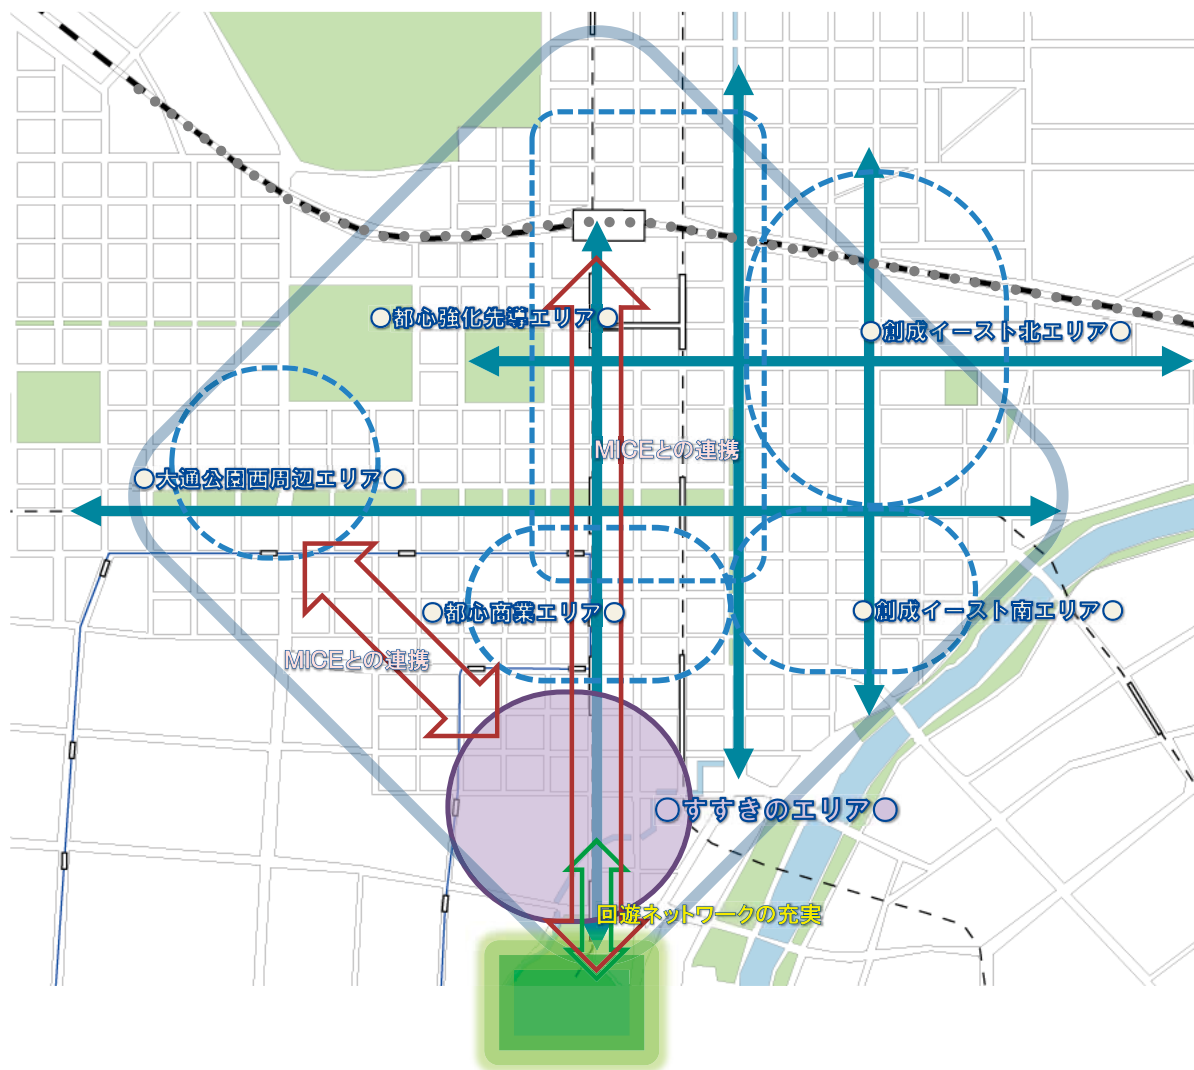 ○都心強化先導エリア○
○創成イースト北エリア○
MICEとの連携
○大通公園西周辺エリア○
○都心商業エリア○
○創成イースト南エリア○
MICEとの連携
○すすきのエリア○
回遊ネットワークの充実